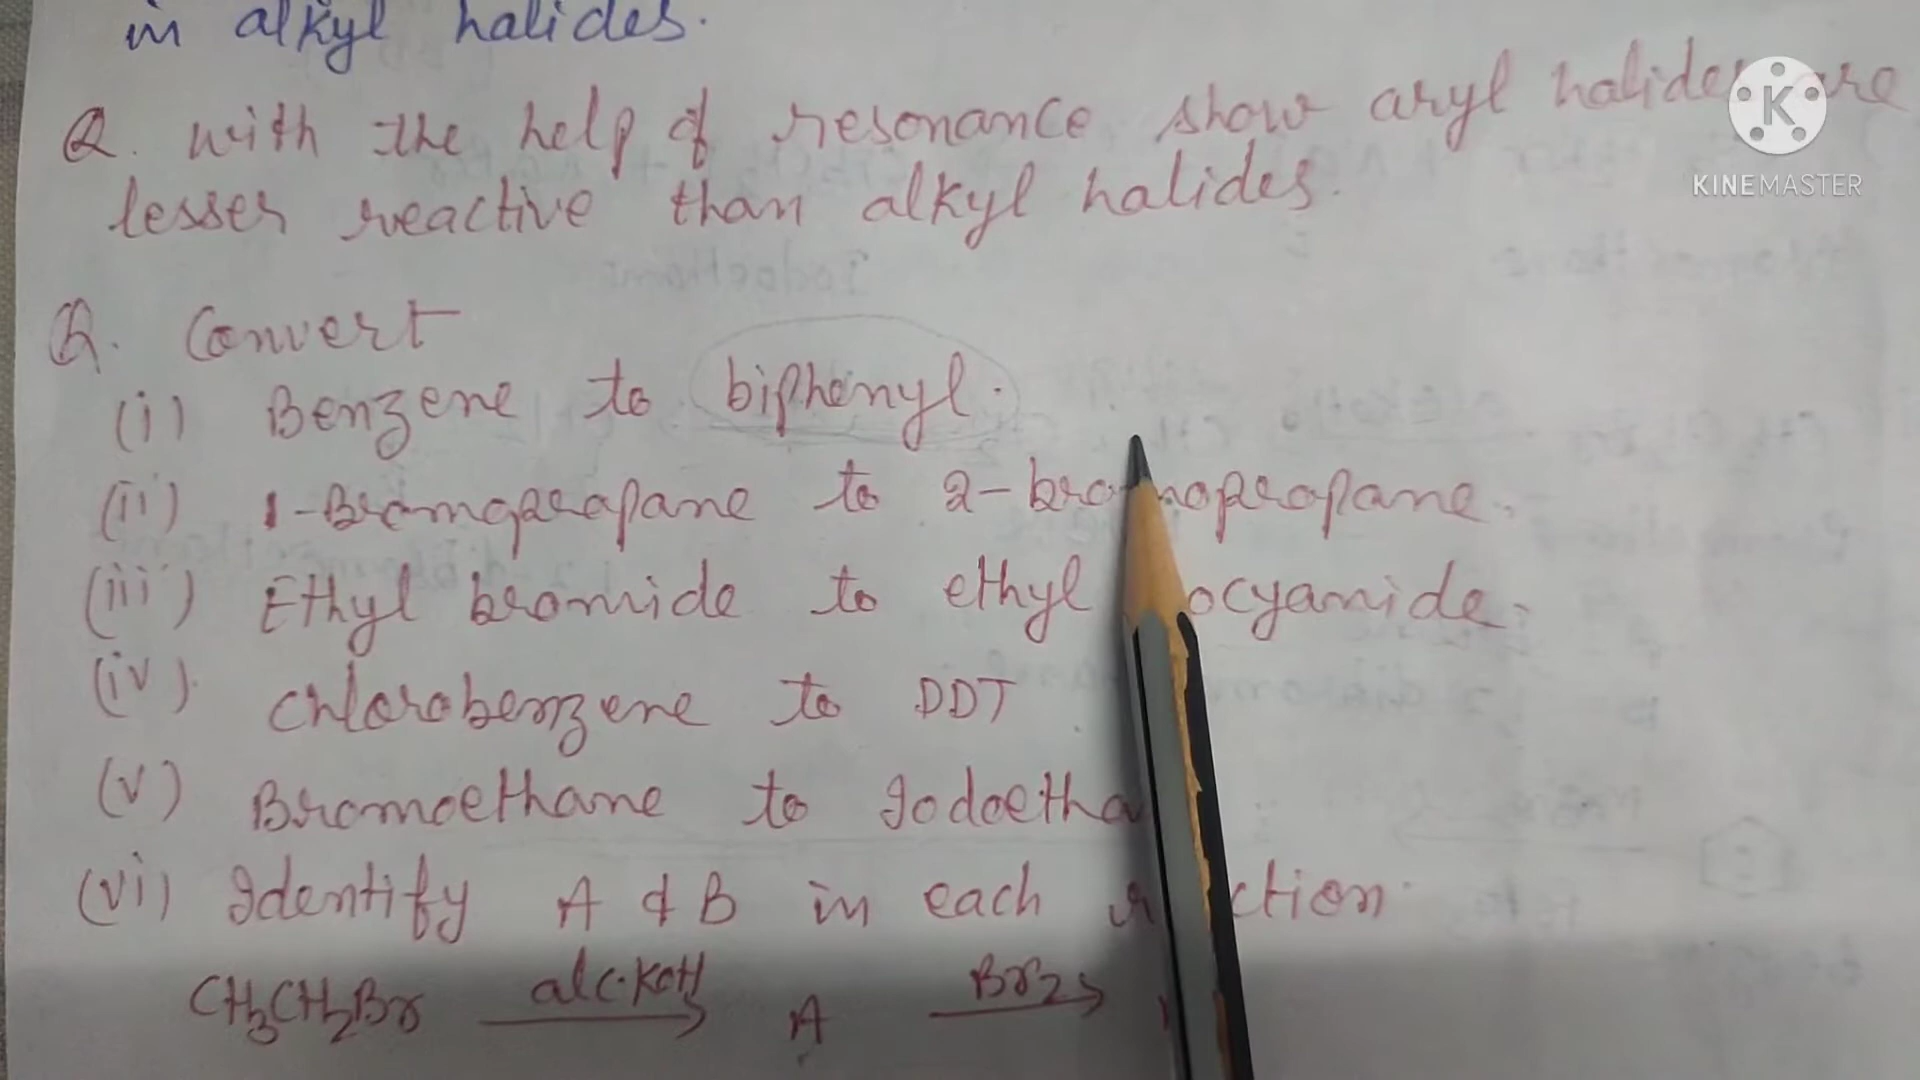 in alkyl halides.
Q. With the help of resonance show aryl halides are
lesser reactive than alkyl halides.
Q. Convert
(i) Benzene to biphenyl.
(ii) 1-Bromopropane to 2-bromopropane.
(iii) Ethyl bromide to ethyl ocyanide.
(iv). Chlorobenzene to DDT
(v) Bromoethane to Iodoetha
(vi) Identify A & B in each ction.
CH3CH2Br alc.KOH A Br2
K
KINEMASTER